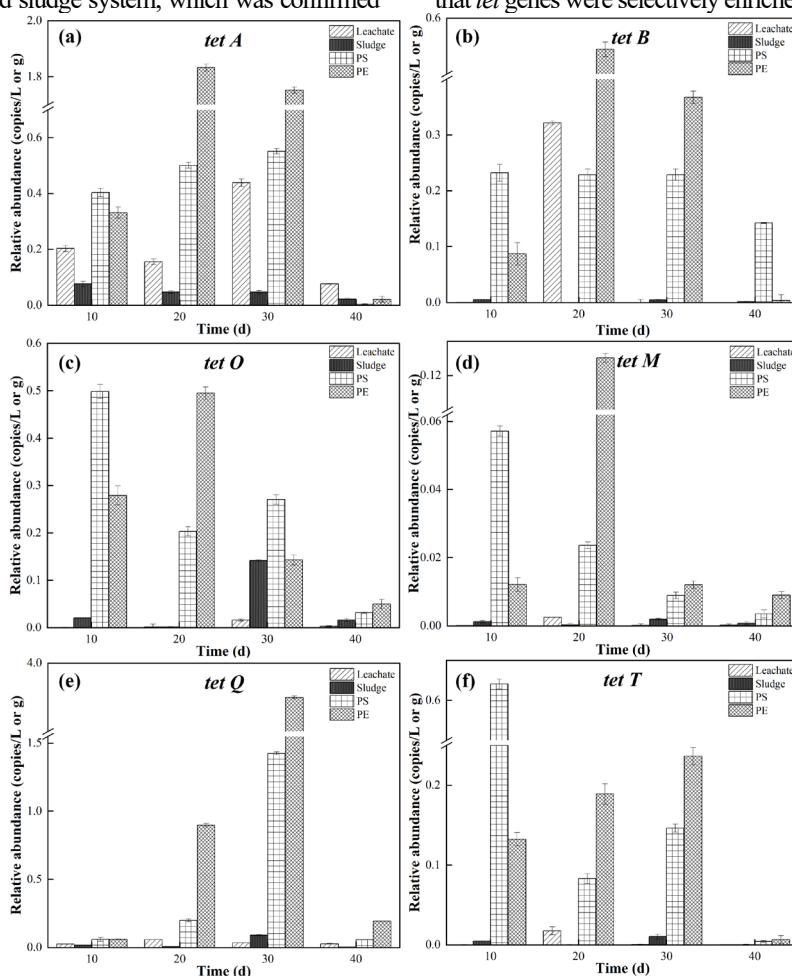 d sludge system, which was confirmed
that tet genes were selectively enriche
(a)
tet A
Leachate
Sludge
PS
PE
Relative abundance (copies/L or g)
2.0
1.8
0.6
0.4
0.2
0.0
10 20 30 40
Time (d)
(b)
tet B
Leachate
Sludge
PS
PE
Relative abundance (copies/L or g)
0.6
0.3
0.2
0.1
0.0
10 20 30 40
Time (d)
(c)
tet O
Leachate
Sludge
PS
PE
Relative abundance (copies/L or g)
0.6
0.5
0.4
0.3
0.2
0.1
0.0
10 20 30 40
Time (d)
(d)
tet M
Leachate
Sludge
PS
PE
Relative abundance (copies/L or g)
0.12
0.06
0.04
0.02
0.00
10 20 30 40
Time (d)
(e)
tet Q
Leachate
Sludge
PS
PE
Relative abundance (copies/L or g)
4.0
1.5
1.0
0.5
0.0
10 20 30 40
Time (d)
(f)
tet T
Leachate
Sludge
PS
PE
Relative abundance (copies/L or g)
0.6
0.2
0.1
0.0
10 20 30 40
Time (d)